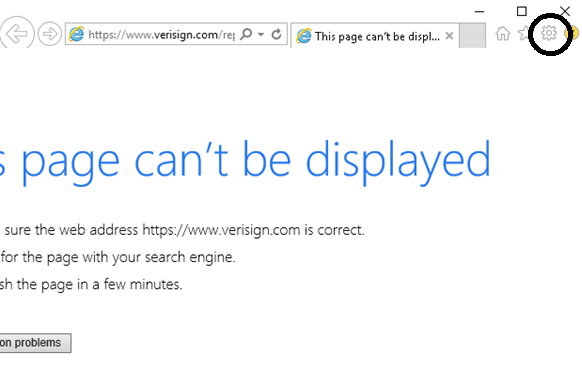 https://www.verisign.com/rep
This page can't be displ...
s page can't be displayed
sure the web address https://www.verisign.com is correct.
for the page with your search engine.
sh the page in a few minutes.
on problems